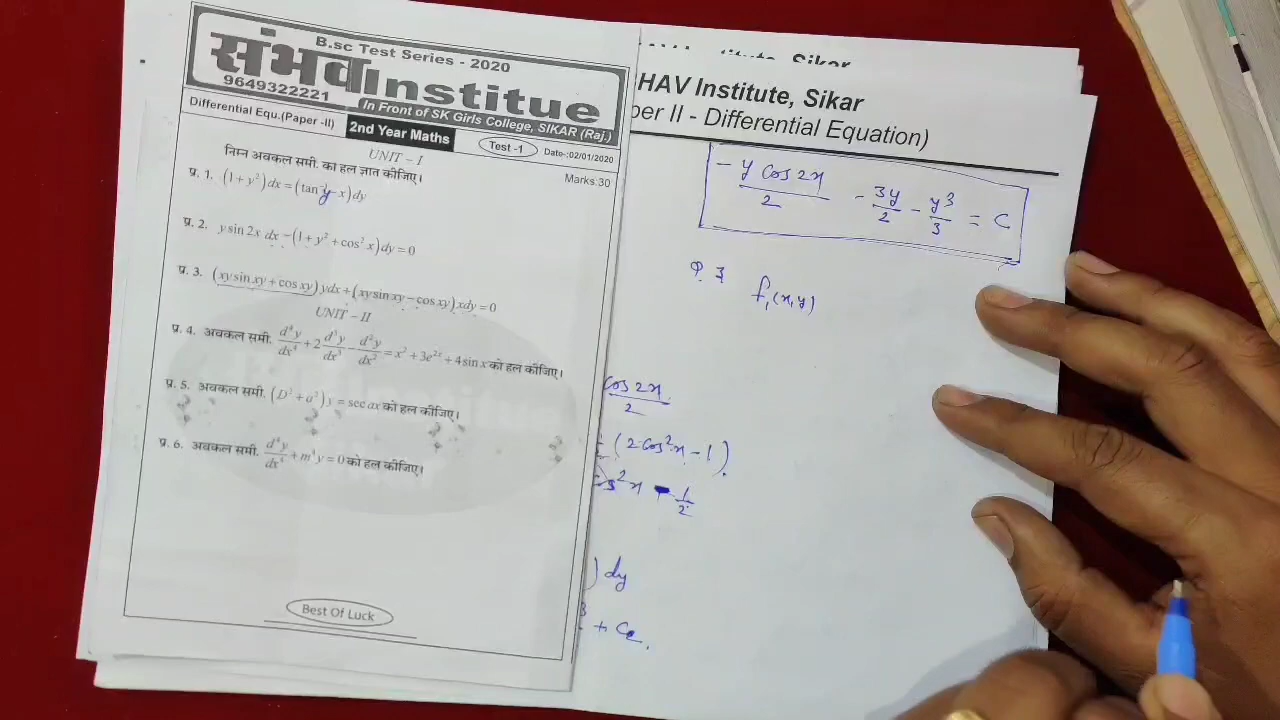 B.sc Test Series - 2020
संभव Institue
9649322221
In Front of SK Girls College, SIKAR (Raj.)
Differential Equ.(Paper -II)
2nd Year Maths
Test -1
Date-:02/01/2020
UNIT – I
Marks:30
निम्न अवकल समी. का हल ज्ञात कीजिए।
प्र. 1. (1+y²)dx=(tan⁻¹y-x)dy
प्र. 2. y sin 2x dx-(1+y²+cos²x)dy=0
प्र. 3. (xy sin xy+cos xy)ydx+(xy sin xy-cos xy)xdy=0
UNIT – II
प्र. 4. अवकल समी. d⁴y/dx⁴+2d³y/dx³-d²y/dx²=x²+3e²ˣ+4sin x को हल कीजिए।
प्र. 5. अवकल समी. (D²+a²)y=sec ax को हल कीजिए।
प्र. 6. अवकल समी. d⁴y/dx⁴+m⁴y=0 को हल कीजिए।
Best Of Luck
Sikar
HAV Institute, Sikar
per II - Differential Equation)
-y Cos 2x/2 - 3y/2 - y³/3 = C
Q. 3 f₁(x,y)
Cos 2x/2
(2Cos²x-1)
s²x - 1/2
) dy
+ C₂.